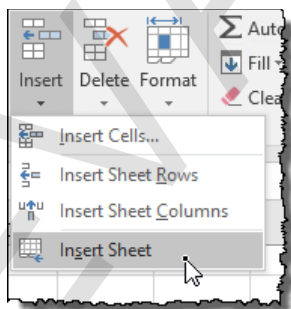 Auto
Fill
Insert Delete Format
Clea
Insert Cells...
Insert Sheet Rows
Insert Sheet Columns
Insert Sheet